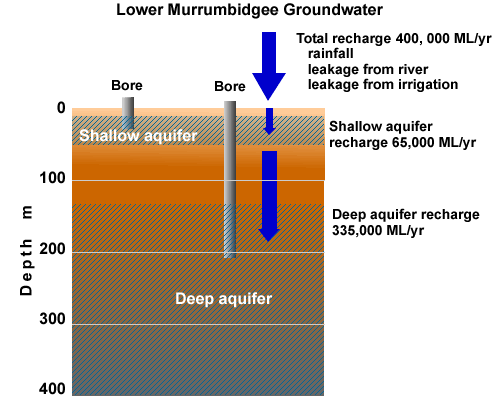 Lower Murrumbidgee Groundwater
Total recharge 400, 000 ML/yr
rainfall
leakage from river
leakage from irrigation
Bore
Bore
0
Shallow aquifer
Shallow aquifer
recharge 65,000 ML/yr
100
Deep aquifer recharge
335,000 ML/yr
200
Depth m
Deep aquifer
300
400